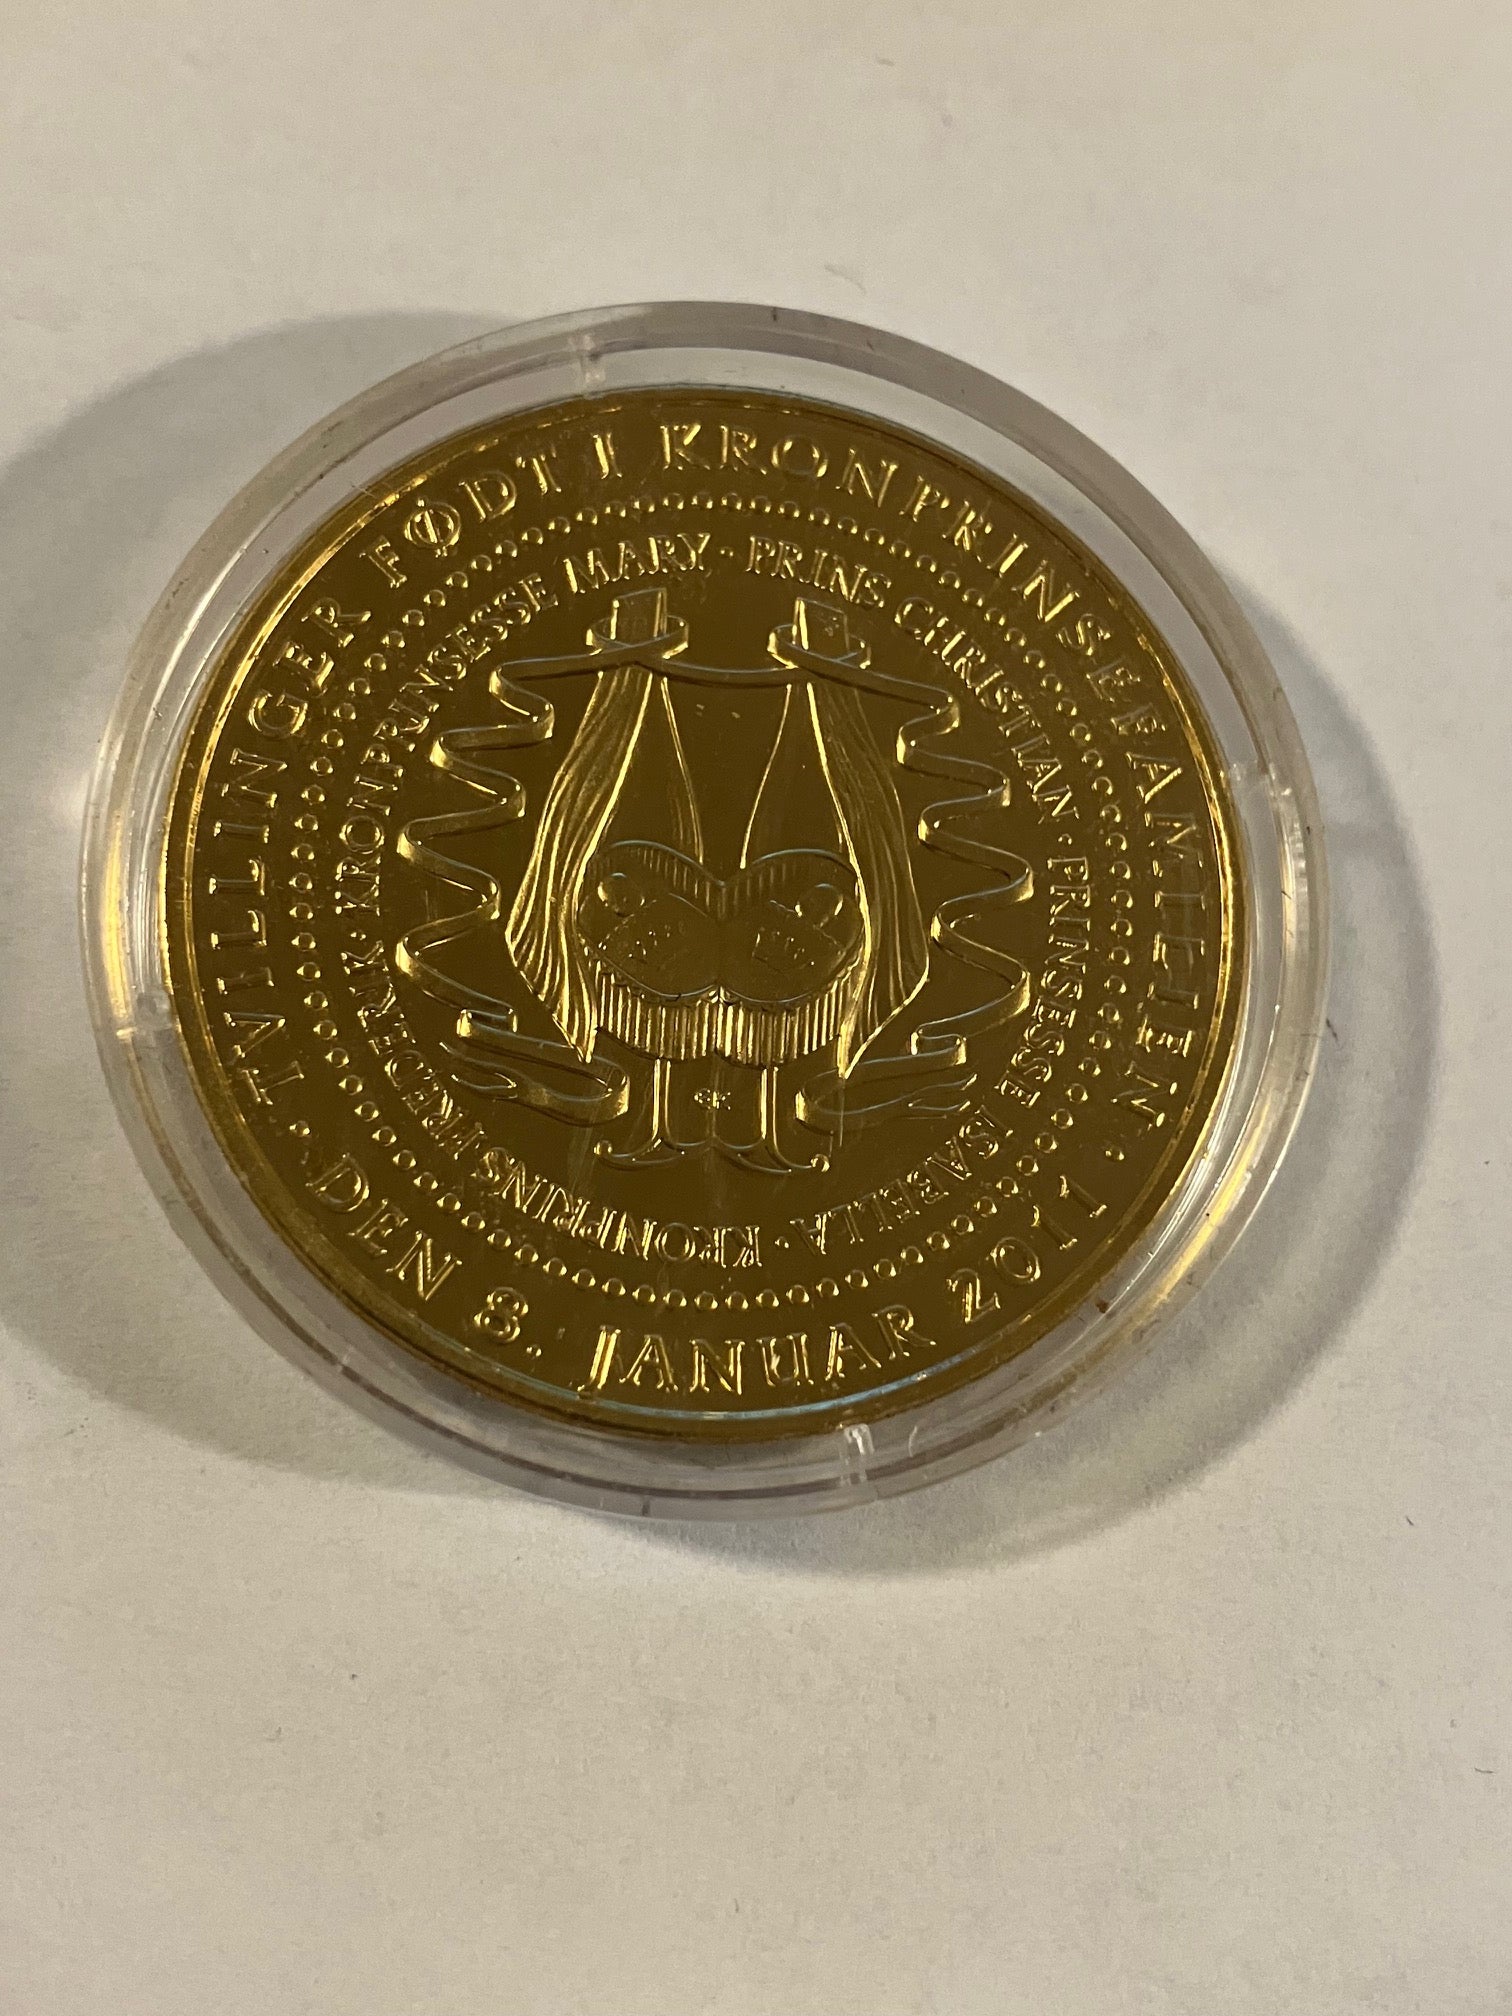 TVILLINGER FØDT I KRONPRINSEFAMILIEN.
· DEN 8. JANUAR 2011 ·
KRONPRINS FREDERIK · KRONPRINSESSE MARY · PRINS CHRISTIAN · PRINSESSE ISABELLA ·